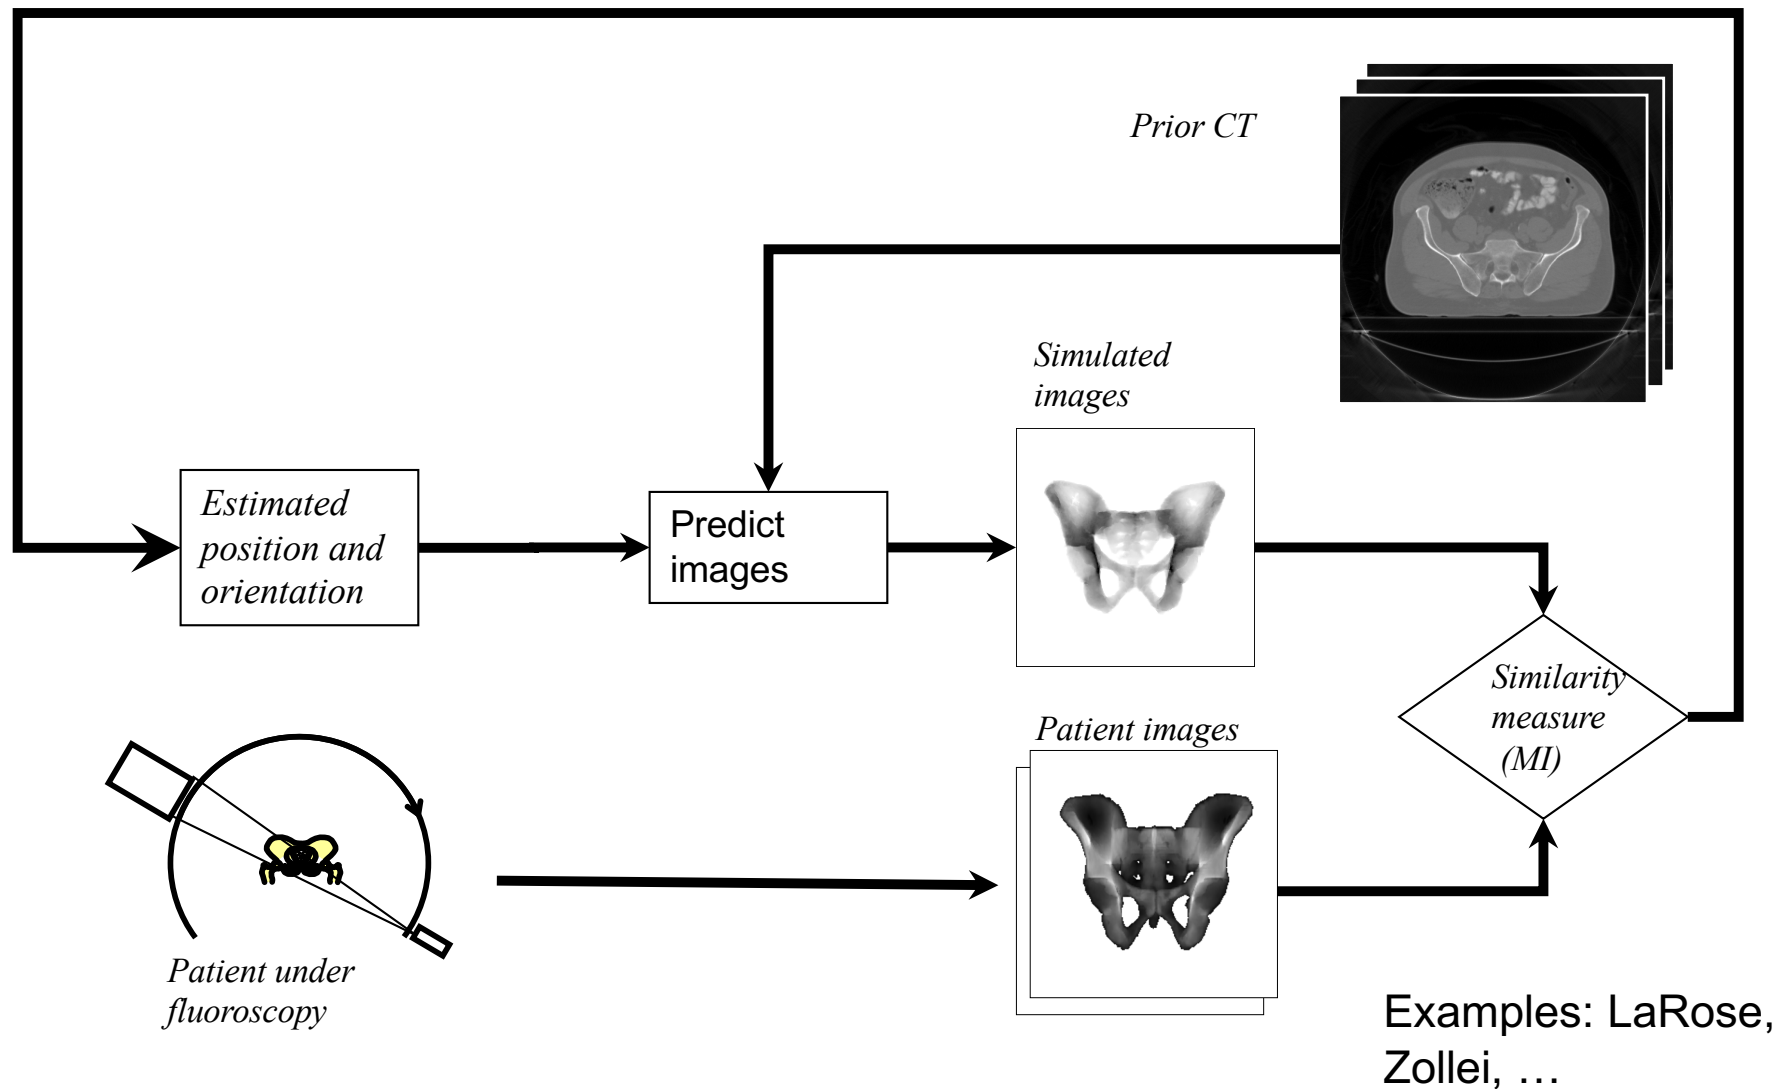 Prior CT
Simulated
images
Estimated
position and
orientation
Predict
images
Similarity
measure
(MI)
Patient images
Patient under
fluoroscopy
Examples: LaRose,
Zollei, …